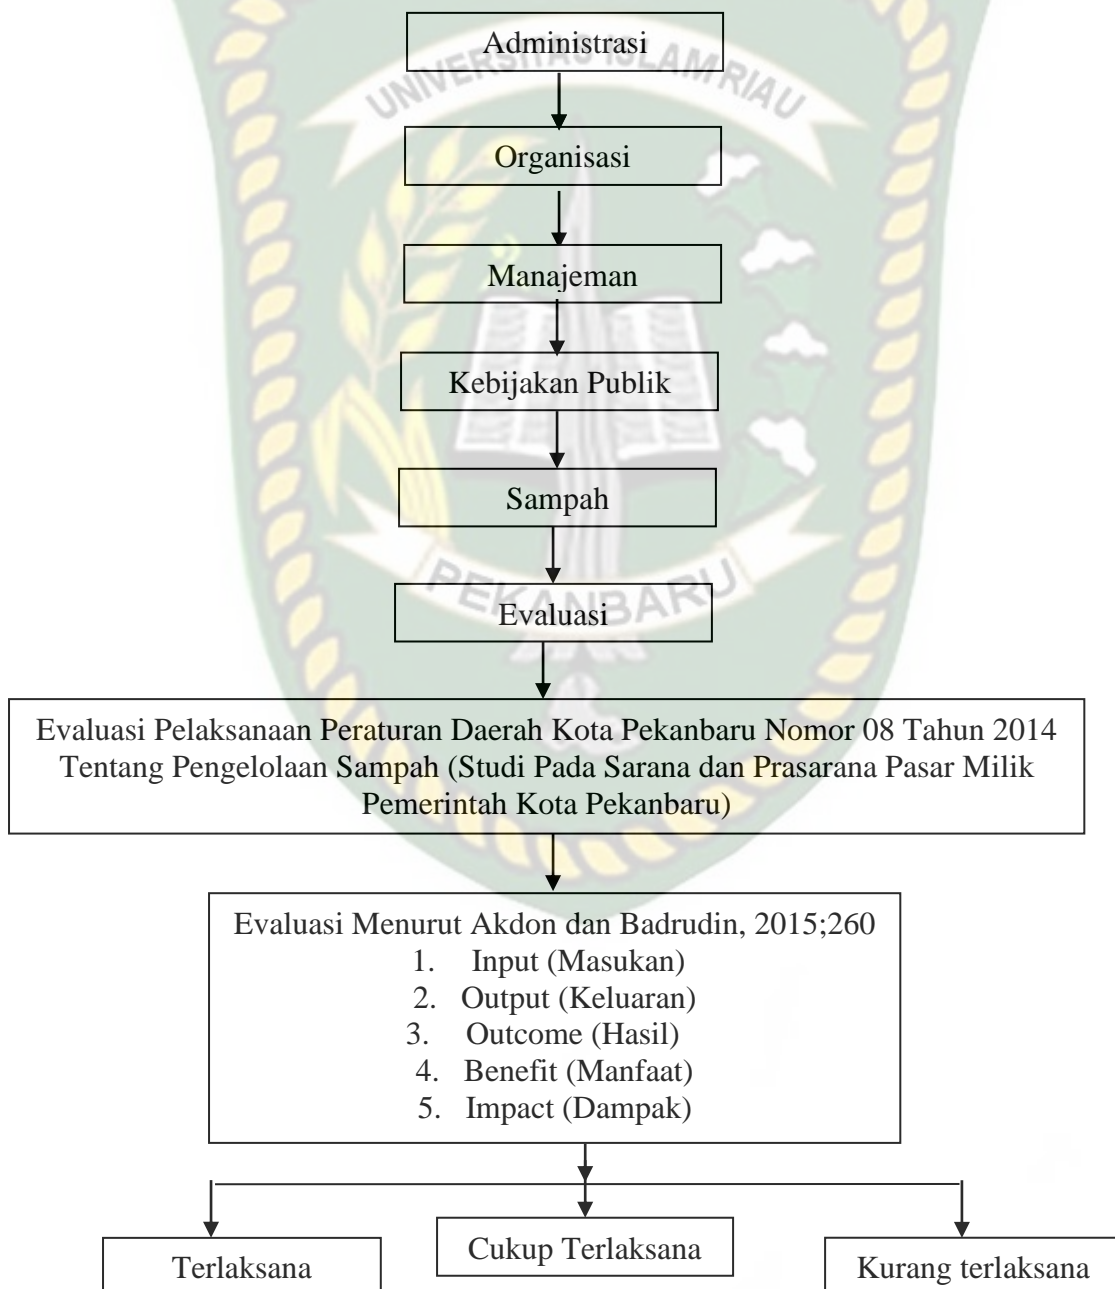 Administrasi
UNIVERSITAS ISLAM RIAU
Organisasi
Manajeman
Kebijakan Publik
Sampah
PEKANBARU
Evaluasi
Evaluasi Pelaksanaan Peraturan Daerah Kota Pekanbaru Nomor 08 Tahun 2014
Tentang Pengelolaan Sampah (Studi Pada Sarana dan Prasarana Pasar Milik
Pemerintah Kota Pekanbaru)
Evaluasi Menurut Akdon dan Badrudin, 2015;260
1. Input (Masukan)
2. Output (Keluaran)
3. Outcome (Hasil)
4. Benefit (Manfaat)
5. Impact (Dampak)
Terlaksana
Cukup Terlaksana
Kurang terlaksana